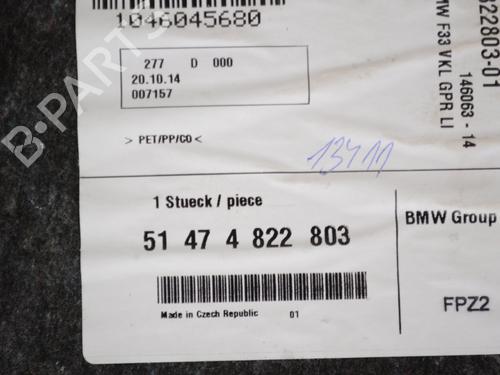 1046045680
277 D 000
20.10.14
007157
> PET/PP/CO <
13411
1 Stueck / piece
51 47 4 822 803
Made in Czech Republic 01
BMW Group
FPZ2
822803-01
MW F33 VKL GPR LI
146063 - 14
B-PARTS